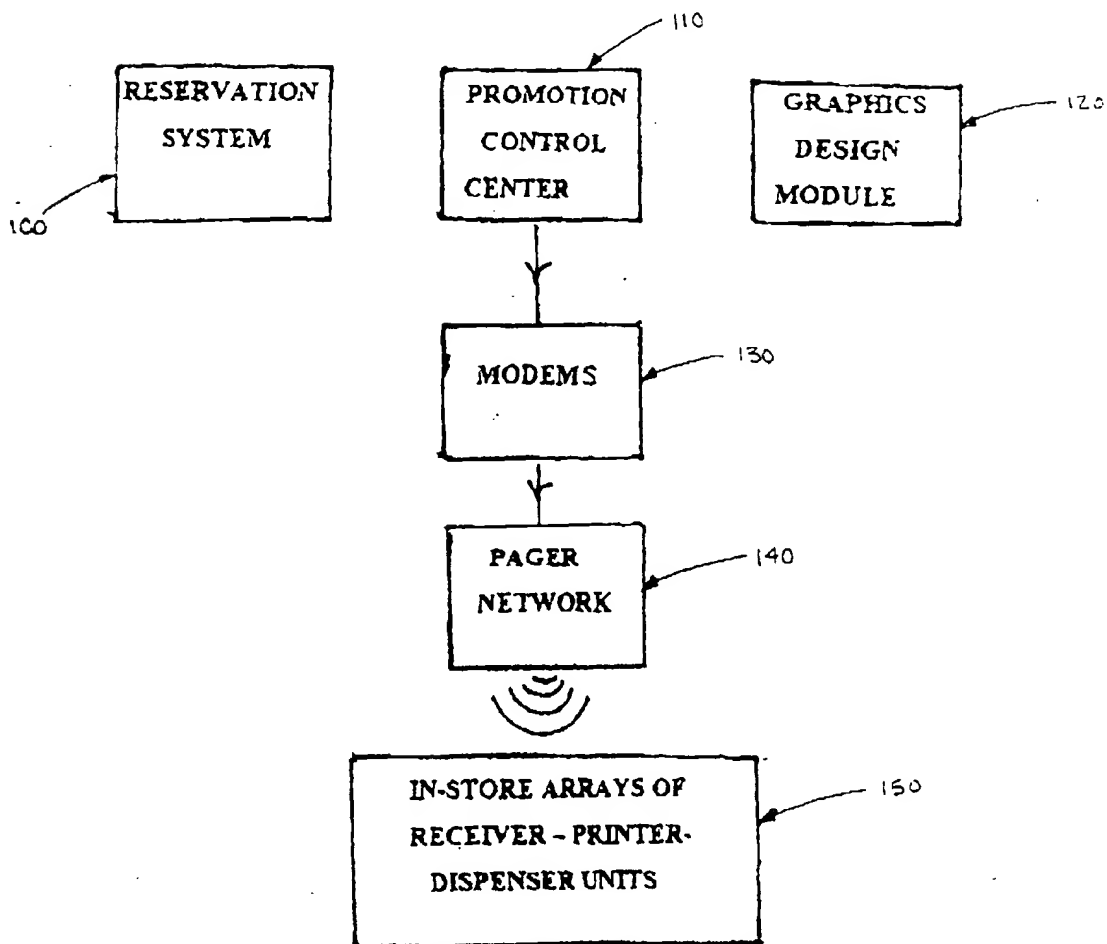 110
RESERVATION
SYSTEM
100
PROMOTION
CONTROL
CENTER
GRAPHICS
DESIGN
MODULE
120
MODEMS
130
PAGER
NETWORK
140
IN-STORE ARRAYS OF
RECEIVER – PRINTER-
DISPENSER UNITS
150